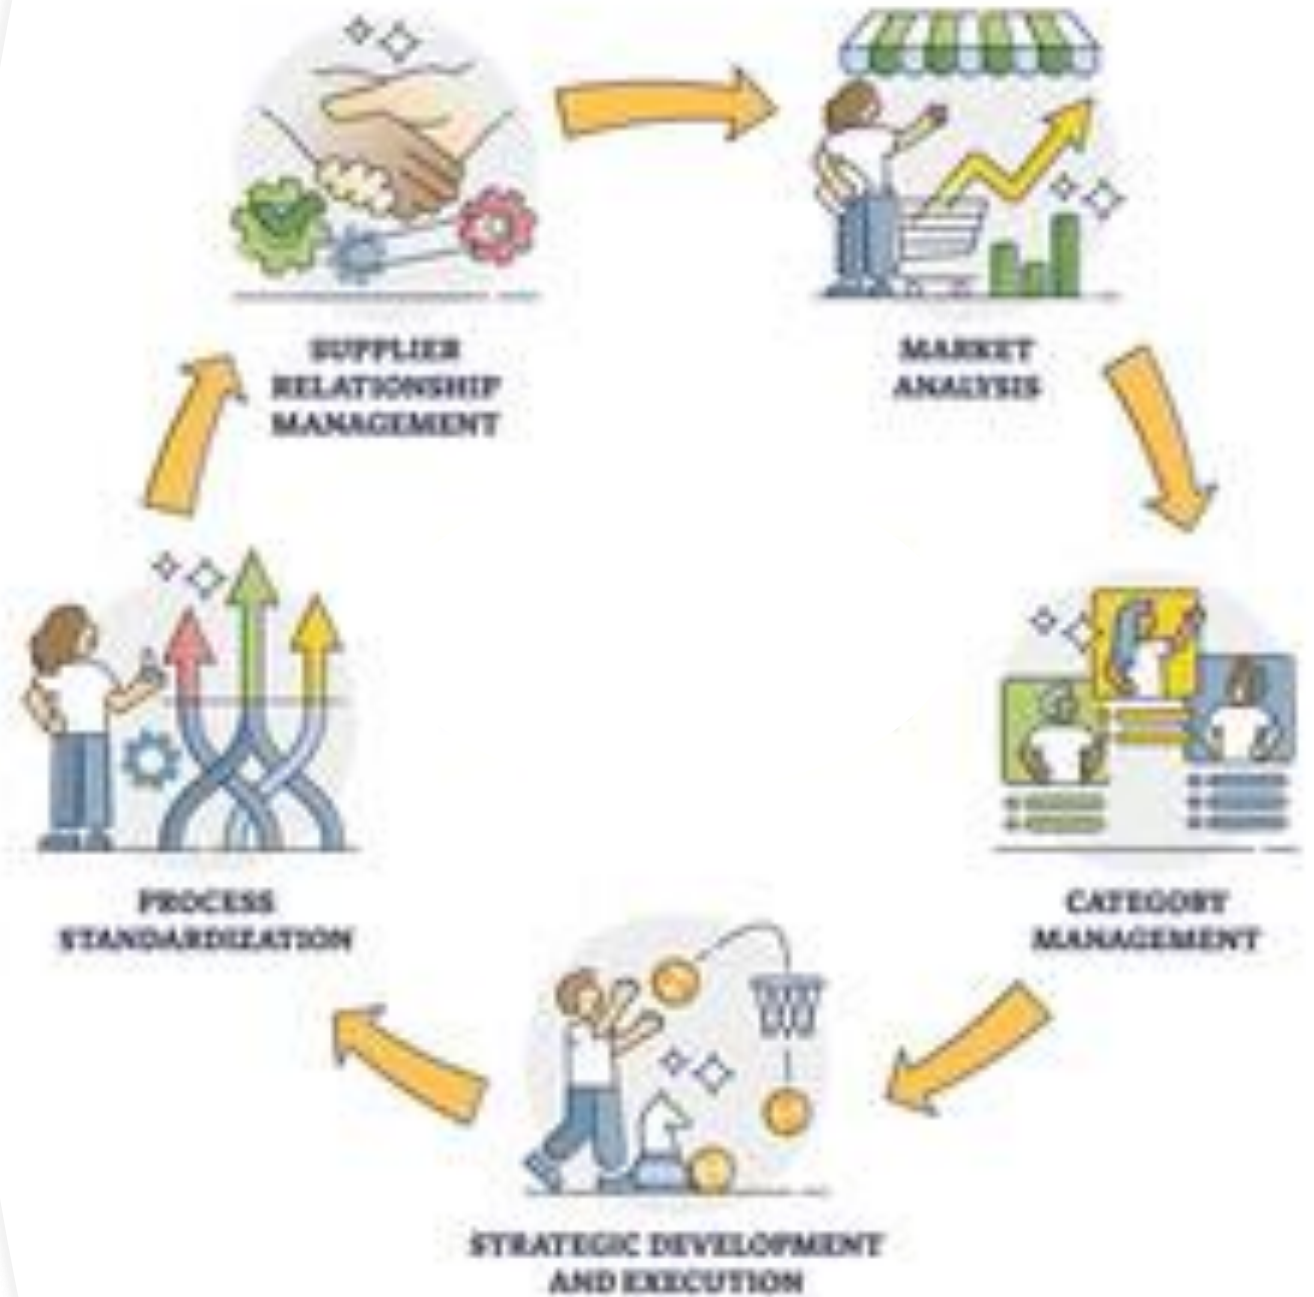 SUPPLIER
RELATIONSHIP
MANAGEMENT
MARKET
ANALYSIS
CATEGORY
MANAGEMENT
STRATEGIC DEVELOPMENT
AND EXECUTION
PROCESS
STANDARDIZATION